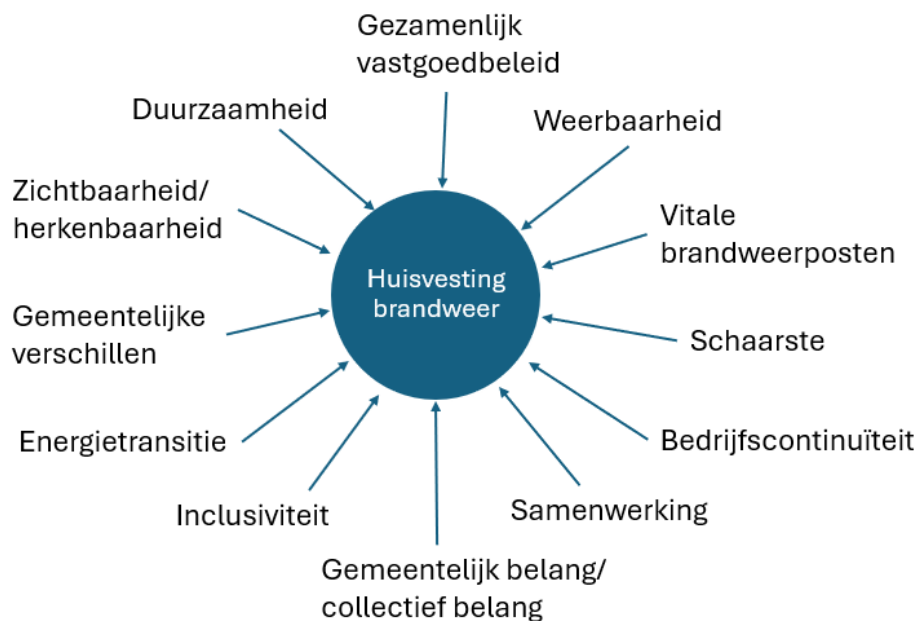 Gezamenlijk
vastgoedbeleid
Duurzaamheid
Weerbaarheid
Zichtbaarheid/
herkenbaarheid
Vitale
brandweerposten
Huisvesting
brandweer
Gemeentelijke
verschillen
Schaarste
Energietransitie
Bedrijfscontinuïteit
Inclusiviteit
Samenwerking
Gemeentelijk belang/
collectief belang